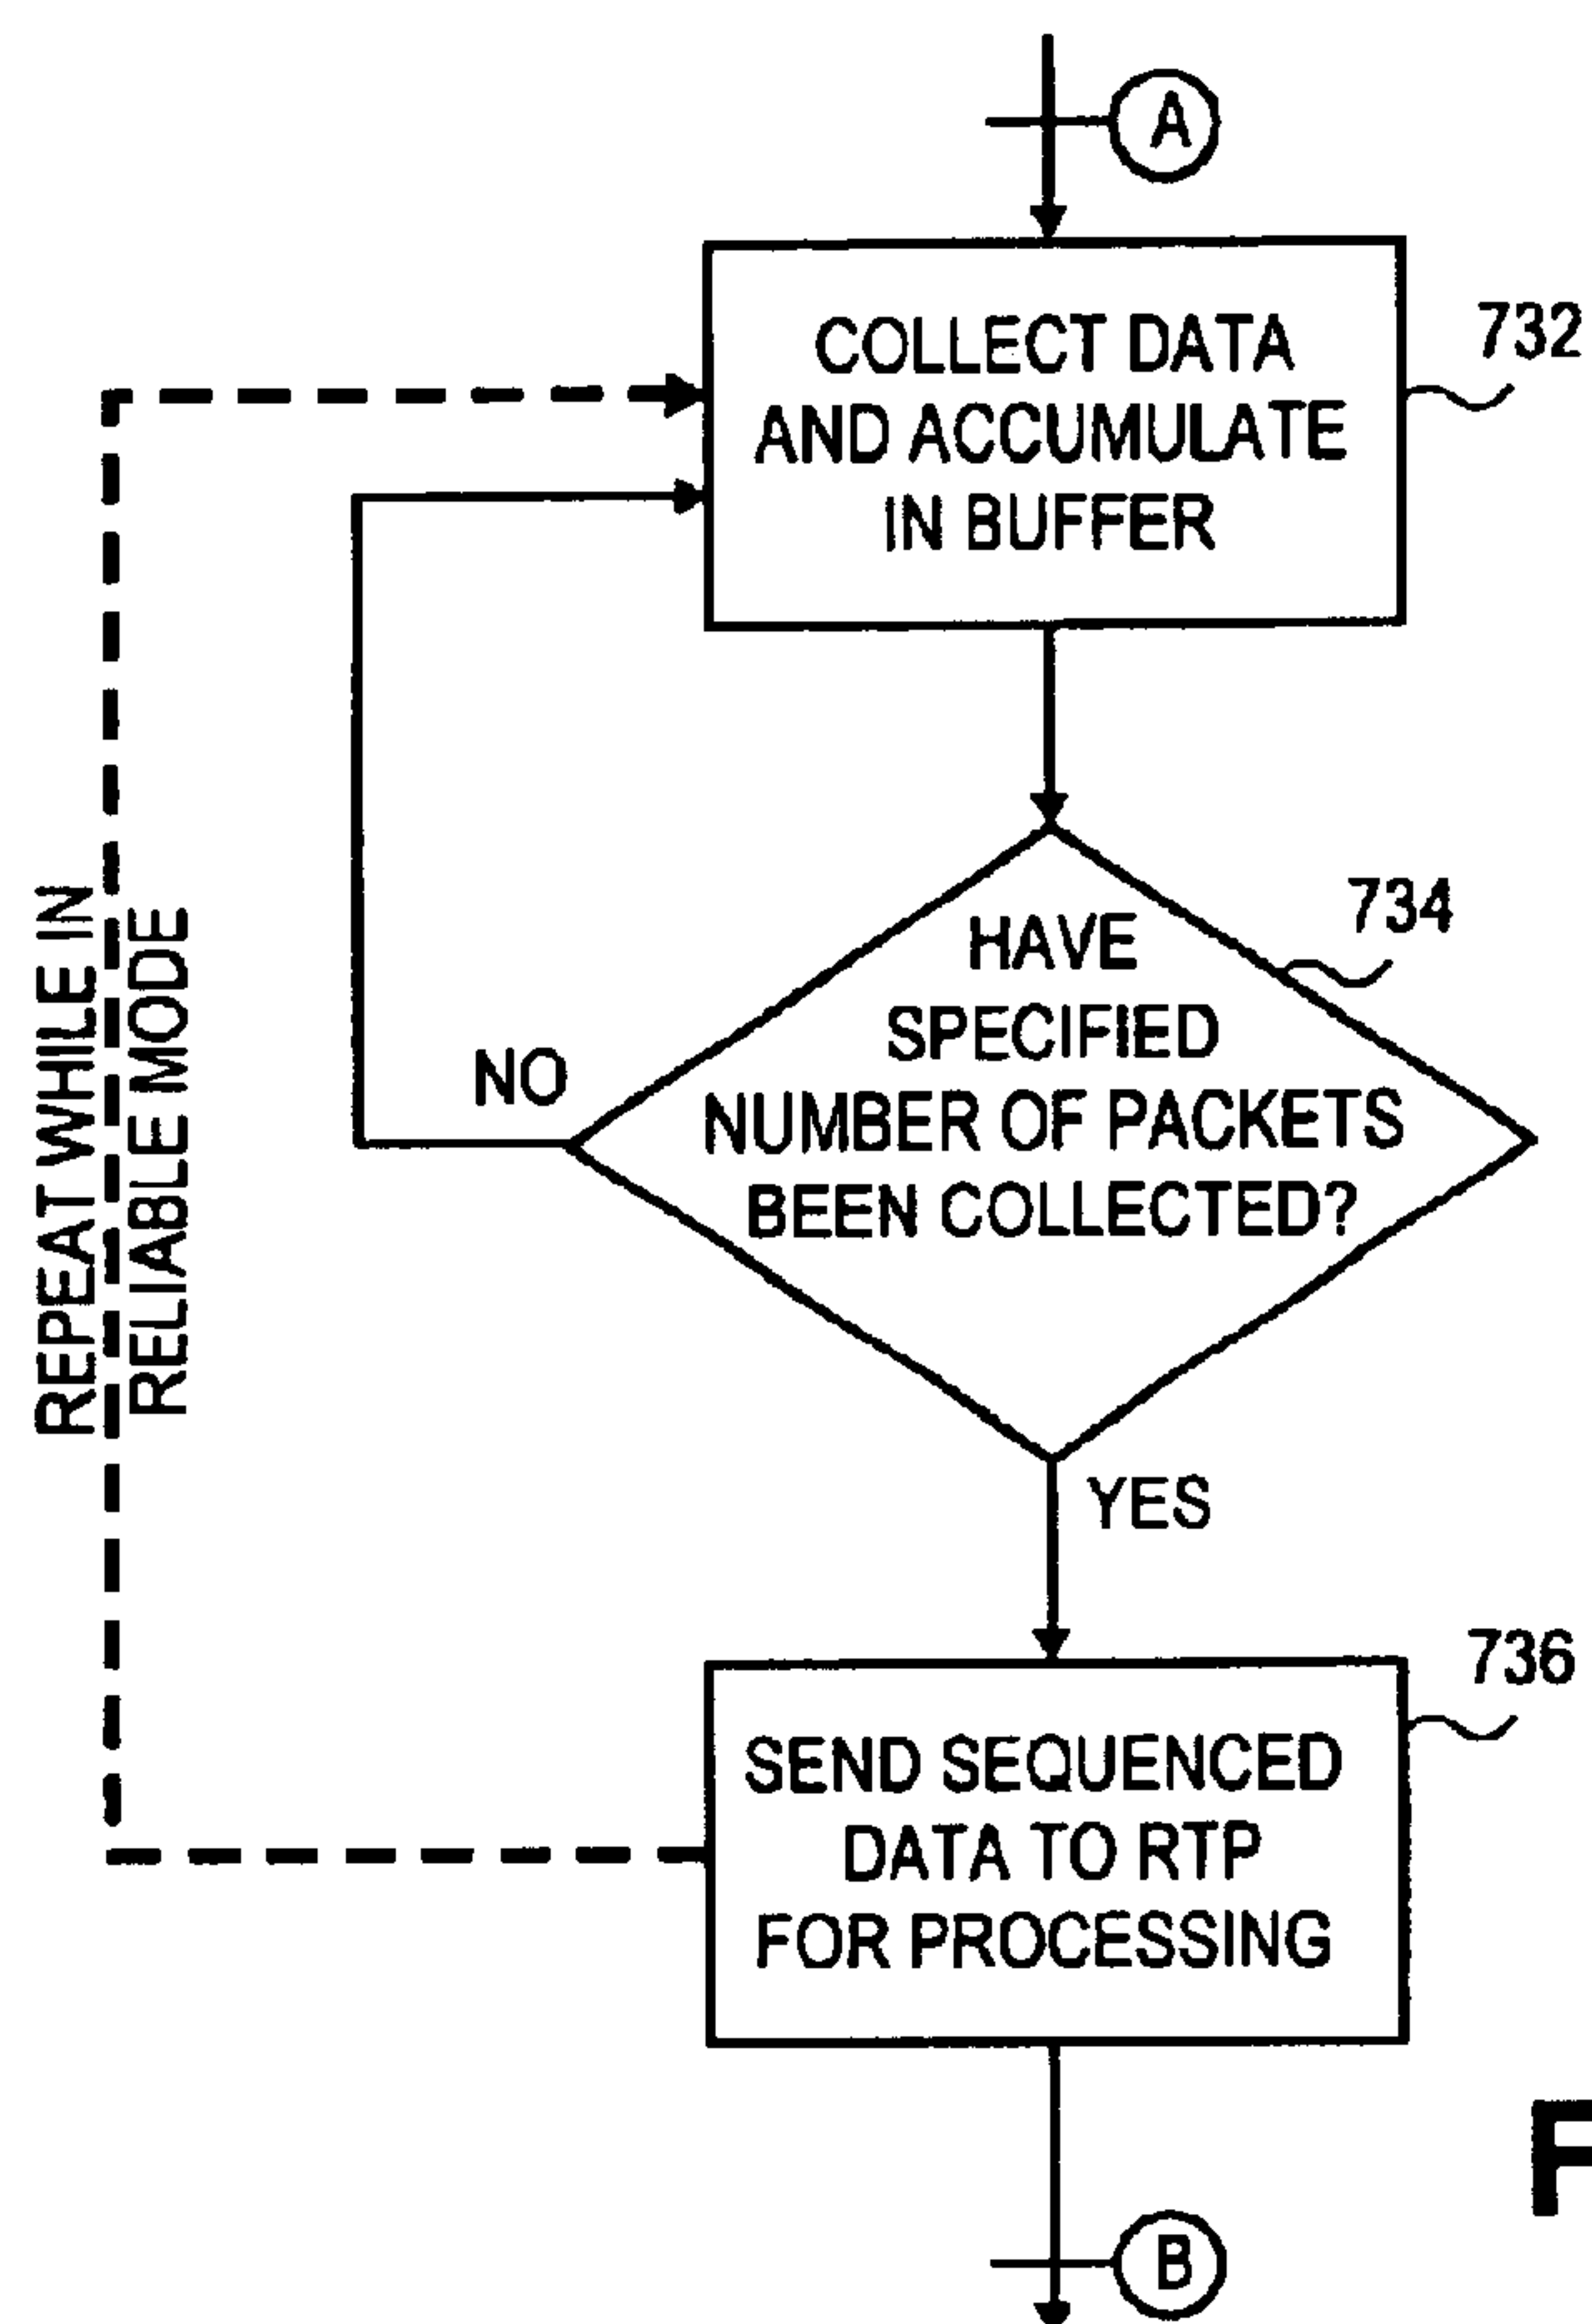 A
COLLECT DATA
AND ACCUMULATE
IN BUFFER
732
HAVE
SPECIFIED
NUMBER OF PACKETS
BEEN COLLECTED?
734
NO
REPEAT WHILE IN
RELIABLE MODE
YES
SEND SEQUENCED
DATA TO RTP
FOR PROCESSING
736
F
B